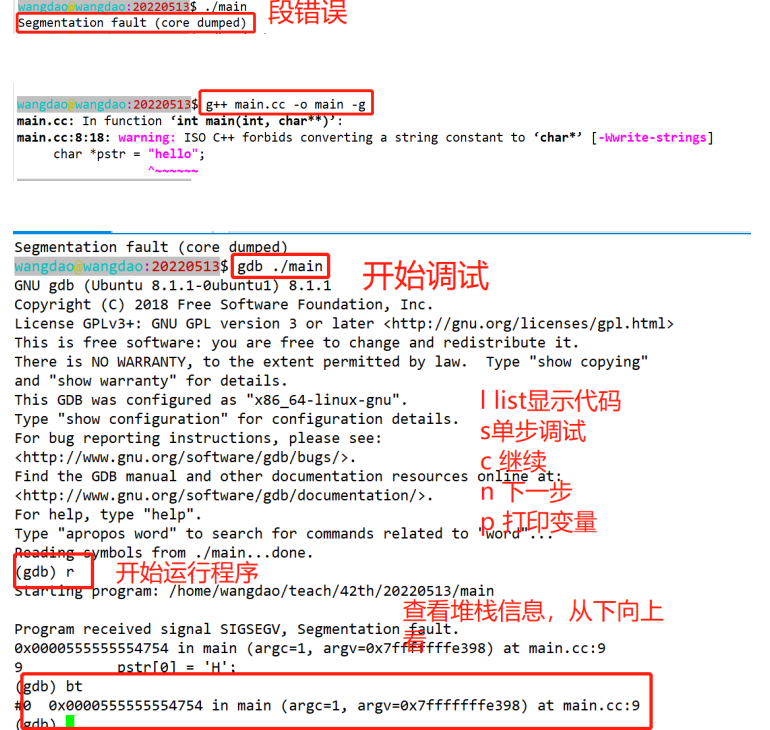 wangdao@wangdao:20220513$ ./main
Segmentation fault (core dumped)
段错误
wangdao@wangdao:20220513$ g++ main.cc -o main -g
main.cc: In function ‘int main(int, char**)’:
main.cc:8:18: warning: ISO C++ forbids converting a string constant to ‘char*’ [-Wwrite-strings]
char *pstr = "hello";
^~~~~~~
Segmentation fault (core dumped)
wangdao@wangdao:20220513$ gdb ./main
开始调试
GNU gdb (Ubuntu 8.1.1-0ubuntu1) 8.1.1
Copyright (C) 2018 Free Software Foundation, Inc.
License GPLv3+: GNU GPL version 3 or later <http://gnu.org/licenses/gpl.html>
This is free software: you are free to change and redistribute it.
There is NO WARRANTY, to the extent permitted by law.  Type "show copying"
and "show warranty" for details.
This GDB was configured as "x86_64-linux-gnu".
l list显示代码
Type "show configuration" for configuration details.
For bug reporting instructions, please see:
s单步调试
<http://www.gnu.org/software/gdb/bugs/>.
c 继续
Find the GDB manual and other documentation resources online at:
<http://www.gnu.org/software/gdb/documentation/>.
n 下一步
For help, type "help".
p 打印变量
Type "apropos word" to search for commands related to "word"...
Reading symbols from ./main...done.
(gdb) r
开始运行程序
Starting program: /home/wangdao/teach/42th/20220513/main
查看堆栈信息，从下向上
看
Program received signal SIGSEGV, Segmentation fault.
0x0000555555554754 in main (argc=1, argv=0x7fffffffe398) at main.cc:9
9           pstr[0] = 'H';
(gdb) bt
#0  0x0000555555554754 in main (argc=1, argv=0x7fffffffe398) at main.cc:9
(gdb)